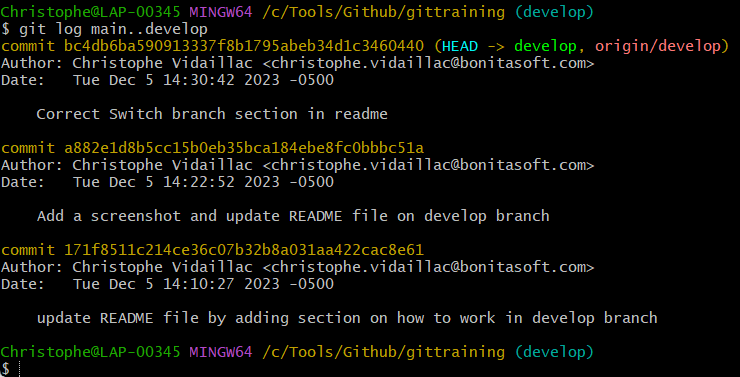 Christophe@LAP-00345 MINGW64 /c/Tools/Github/gittraining (develop)
$ git log main..develop
commit bc4db6ba590913337f8b1795abeb34d1c3460440 (HEAD -> develop, origin/develop)
Author: Christophe Vidaillac <christophe.vidaillac@bonitasoft.com>
Date:   Tue Dec 5 14:30:42 2023 -0500

    Correct Switch branch section in readme

commit a882e1d8b5cc15b0eb35bca184ebe8fc0bbbc51a
Author: Christophe Vidaillac <christophe.vidaillac@bonitasoft.com>
Date:   Tue Dec 5 14:22:52 2023 -0500

    Add a screenshot and update README file on develop branch

commit 171f8511c214ce36c07b32b8a031aa422cac8e61
Author: Christophe Vidaillac <christophe.vidaillac@bonitasoft.com>
Date:   Tue Dec 5 14:10:27 2023 -0500

    update README file by adding section on how to work in develop branch

Christophe@LAP-00345 MINGW64 /c/Tools/Github/gittraining (develop)
$